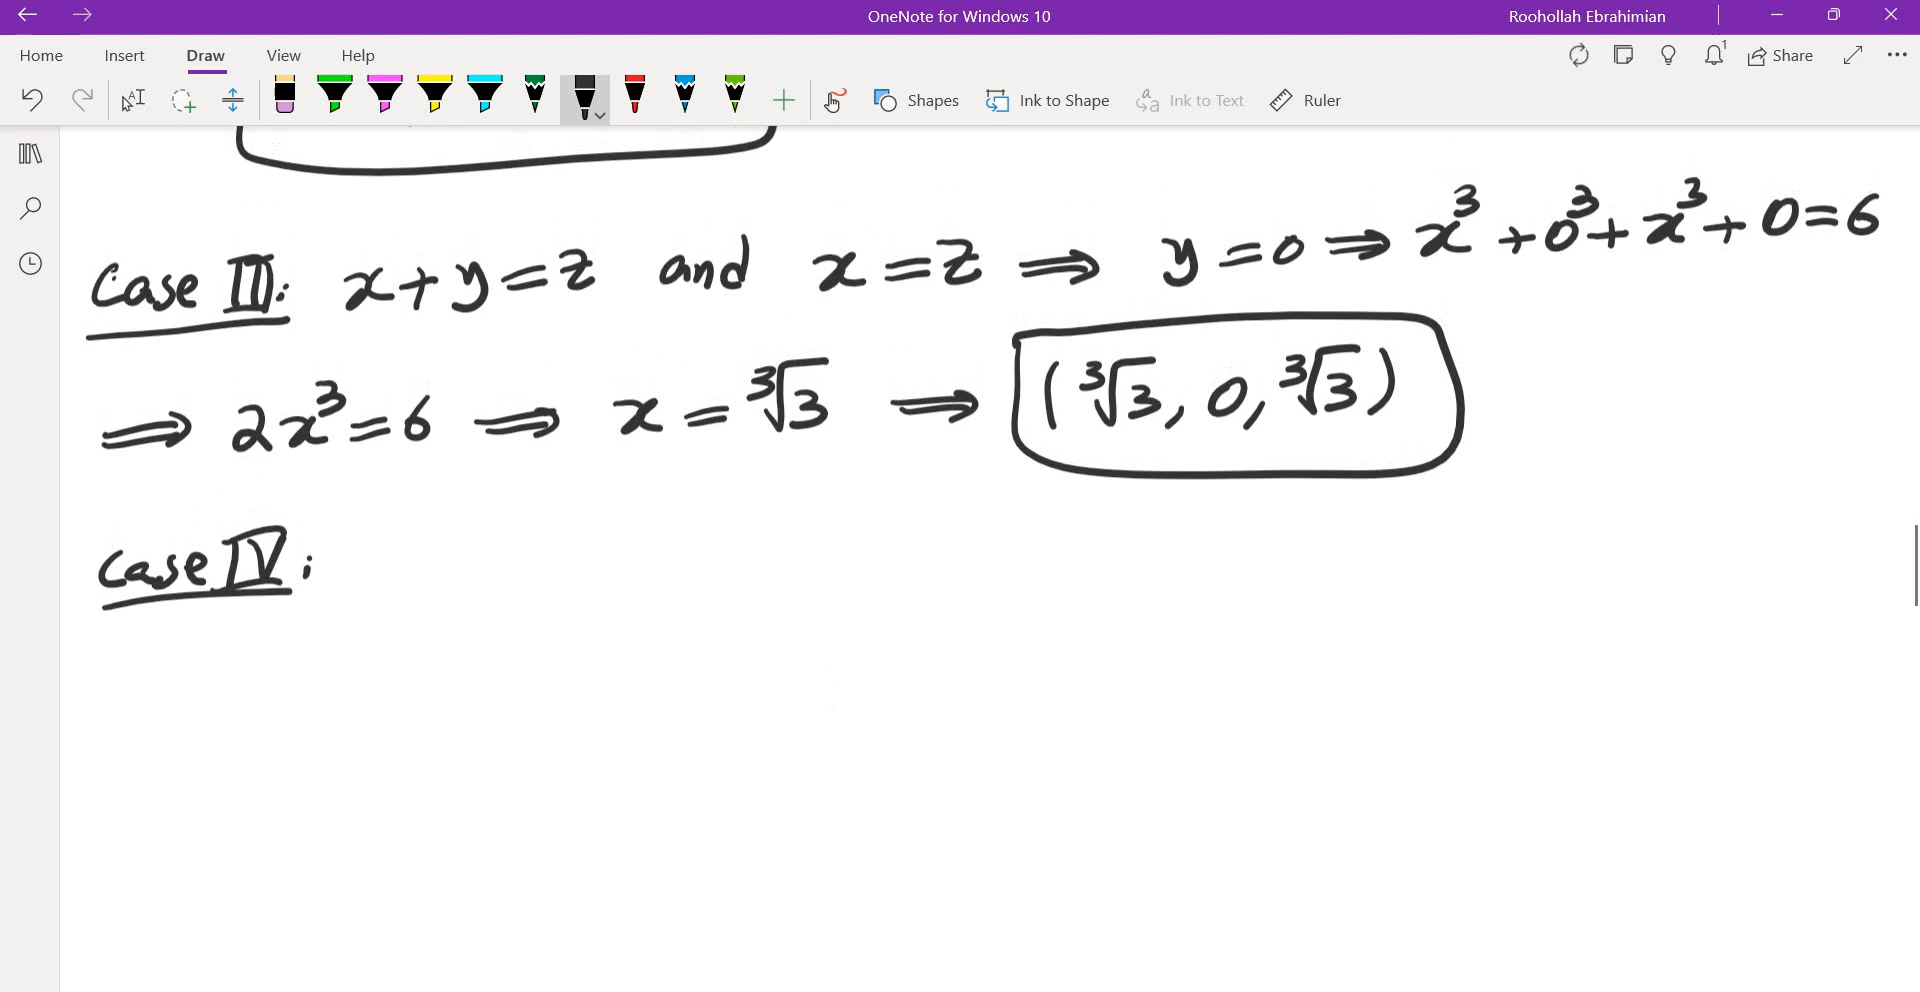 OneNote for Windows 10
Roohollah Ebrahimian
Home Insert Draw View Help
1 Share
Shapes Ink to Shape Ink to Text Ruler
Case III: x+y=z and x=z ⟹ y=0 ⟹ x³+0³+x³+0=6
⟹ 2x³=6 ⟹ x=∛3 ⟶ (∛3, 0, ∛3)
Case IV: